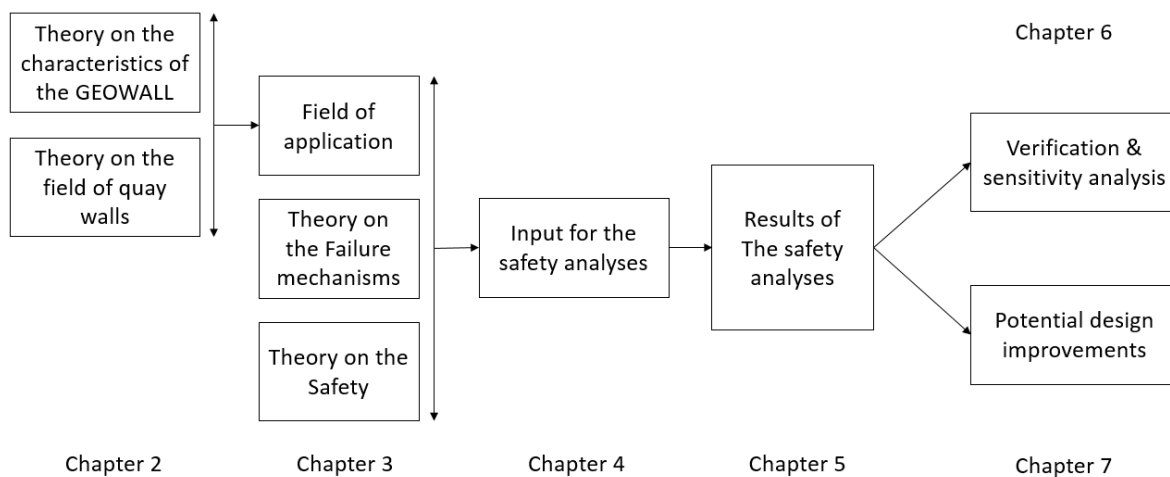 Theory on the
characteristics of
the GEOWALL
Theory on the
field of quay
walls
Chapter 2
Field of
application
Theory on
the Failure
mechanisms
Theory on the
Safety
Chapter 3
Input for the
safety analyses
Chapter 4
Results of
The safety
analyses
Chapter 5
Chapter 6
Verification &
sensitivity analysis
Potential design
improvements
Chapter 7